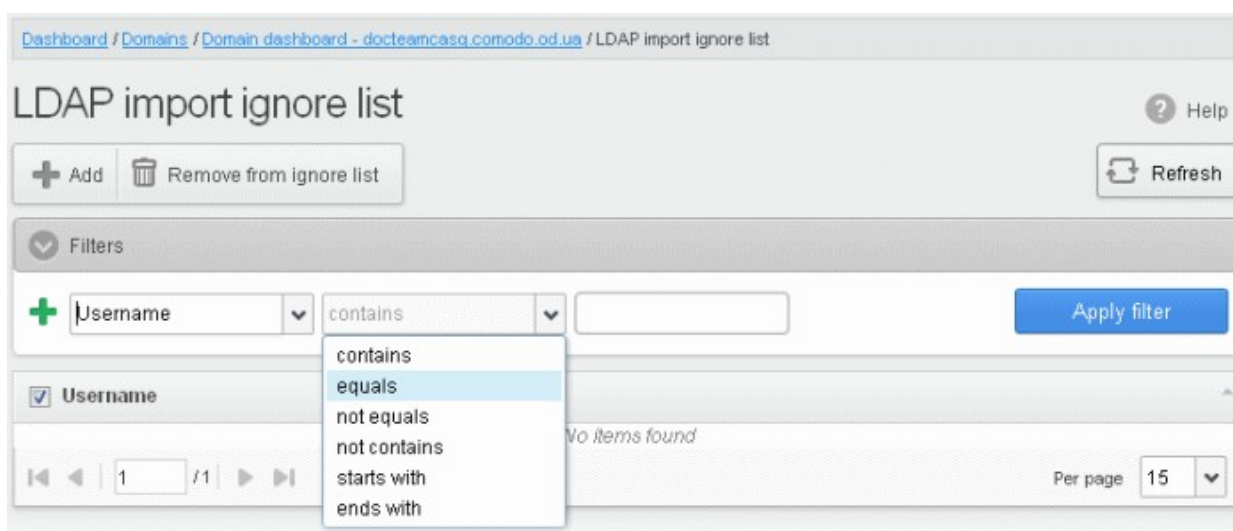 Dashboard / Domains / Domain dashboard - docteamcasg.comodo.od.ua / LDAP import ignore list
LDAP import ignore list
Help
Add Remove from ignore list Refresh
Filters
Username contains Apply filter
contains
equals
not equals
not contains
starts with
ends with
Username
No items found
1 /1 Per page 15